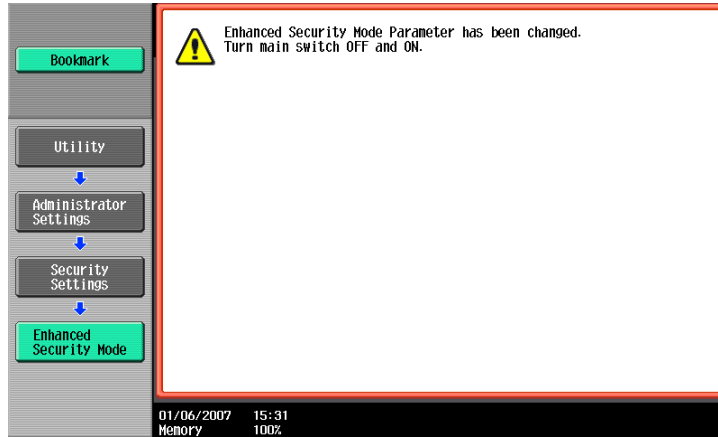 Bookmark
Enhanced Security Mode Parameter has been changed.
Turn main switch OFF and ON.
Utility
Administrator
Settings
Security
Settings
Enhanced
Security Mode
01/06/2007 15:31
Memory 100%